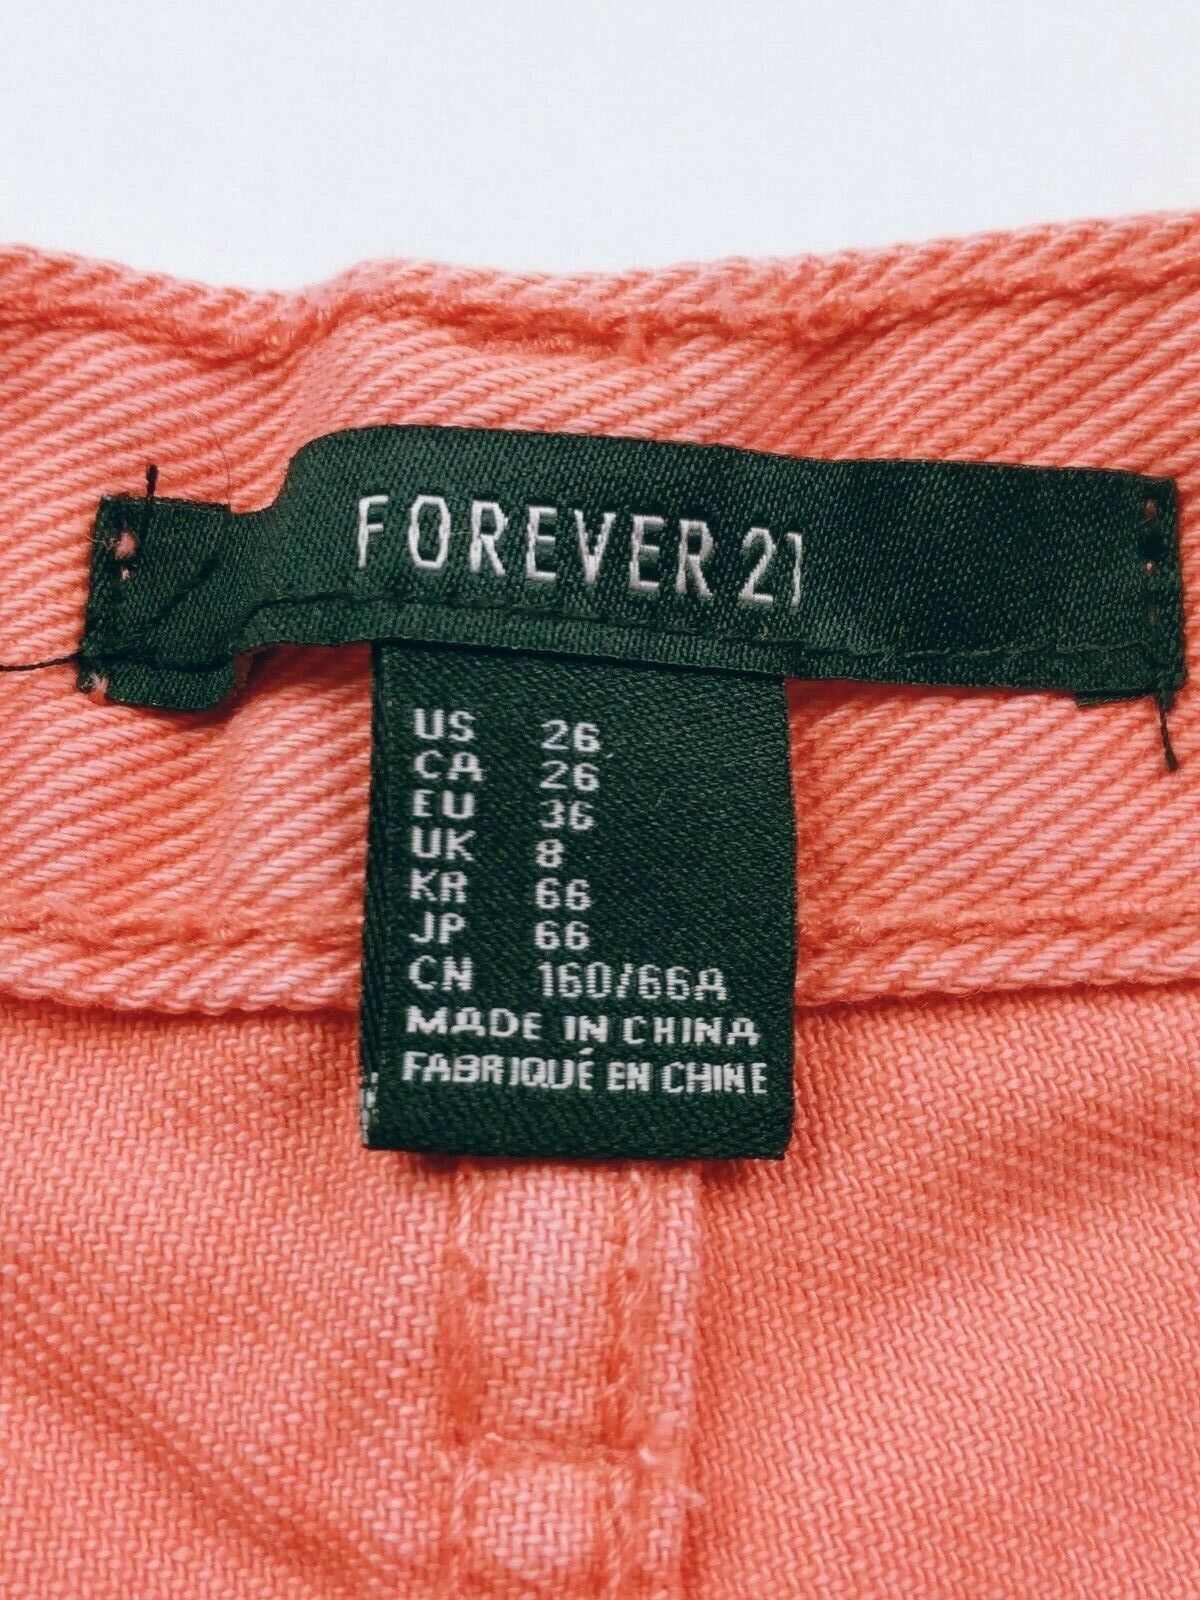 FOREVER 21
US 26
CA 26
EU 36
UK 8
KR 66
JP 66
CN 160/66A
MADE IN CHINA
FABRIQUÉ EN CHINE